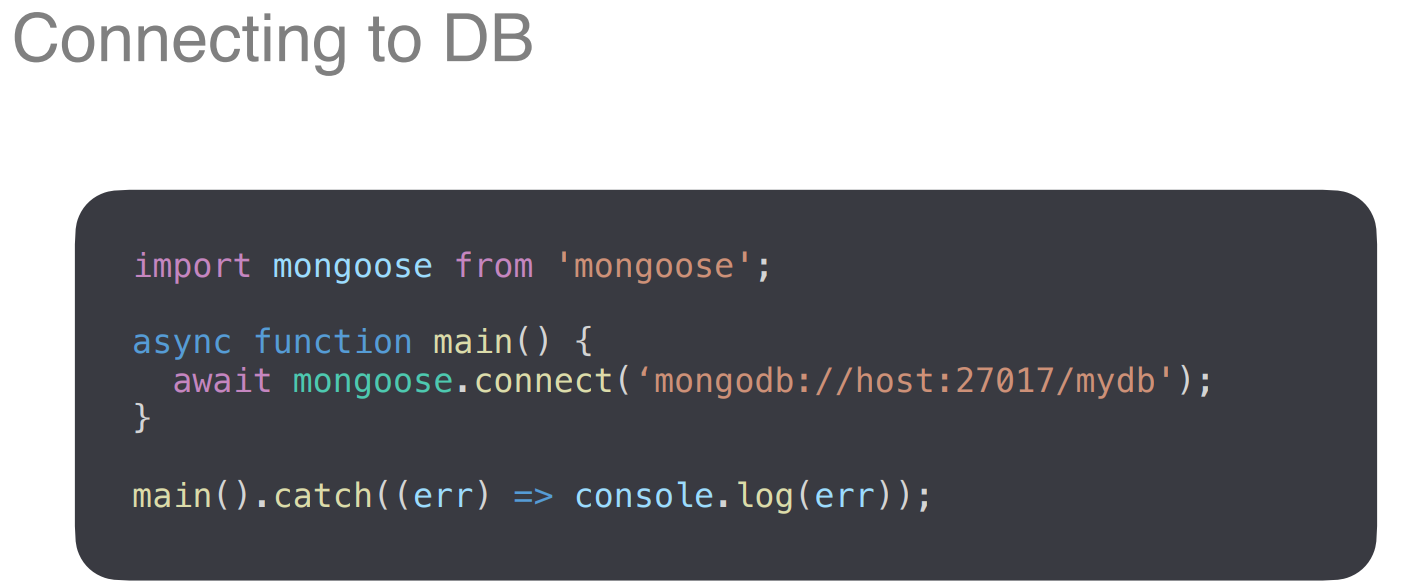 Connecting to DB
import mongoose from 'mongoose';
async function main() {
  await mongoose.connect(‘mongodb://host:27017/mydb');
}
main().catch((err) => console.log(err));